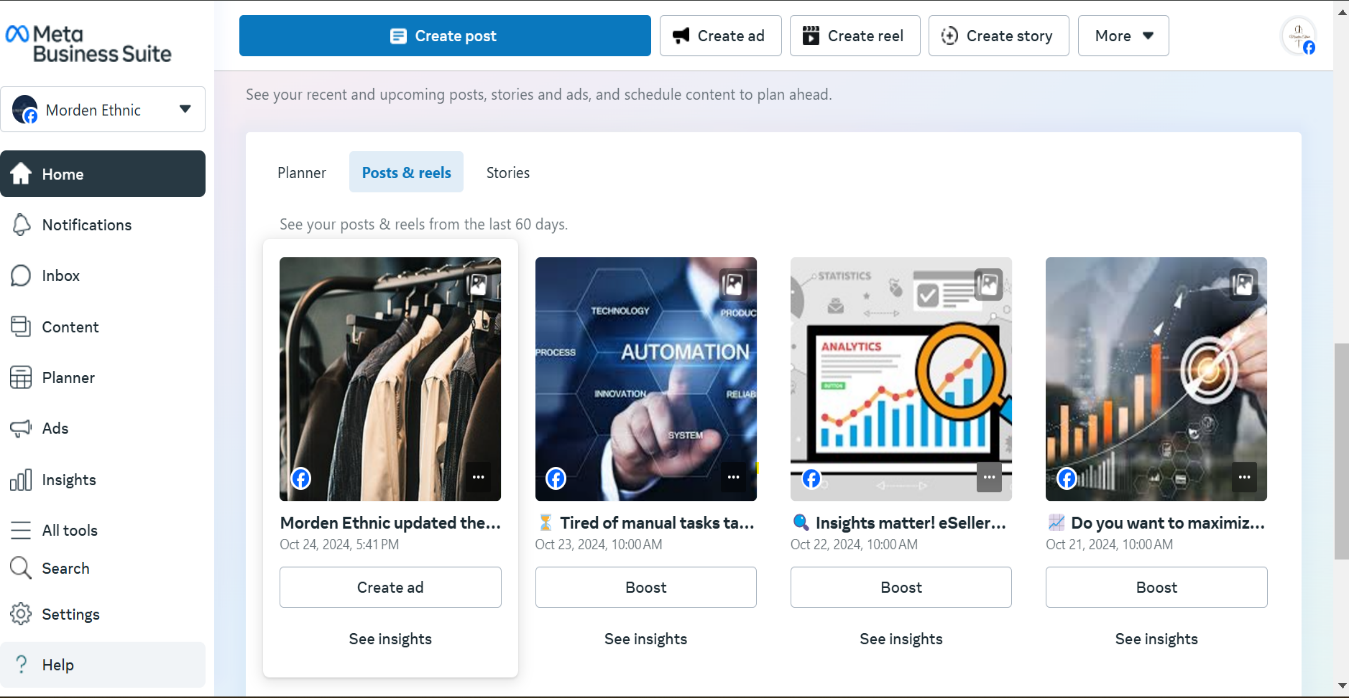 Meta
Business Suite
Create post
Create ad
Create reel
Create story
More
Morden Ethnic
See your recent and upcoming posts, stories and ads, and schedule content to plan ahead.
Home
Notifications
Inbox
Content
Planner
Ads
Insights
All tools
Search
Settings
Help
Planner
Posts & reels
Stories
See your posts & reels from the last 60 days.
Morden Ethnic updated the...
Oct 24, 2024, 5:41 PM
Create ad
See insights
TECHNOLOGY
PRODUC
PROCESS
AUTOMATION
INNOVATION
RELIAB
SYSTEM
⏳ Tired of manual tasks ta...
Oct 23, 2024, 10:00 AM
Boost
See insights
STATISTICS
ANALYTICS
🔍 Insights matter! eSeller...
Oct 22, 2024, 10:00 AM
Boost
See insights
📈 Do you want to maximiz...
Oct 21, 2024, 10:00 AM
Boost
See insights